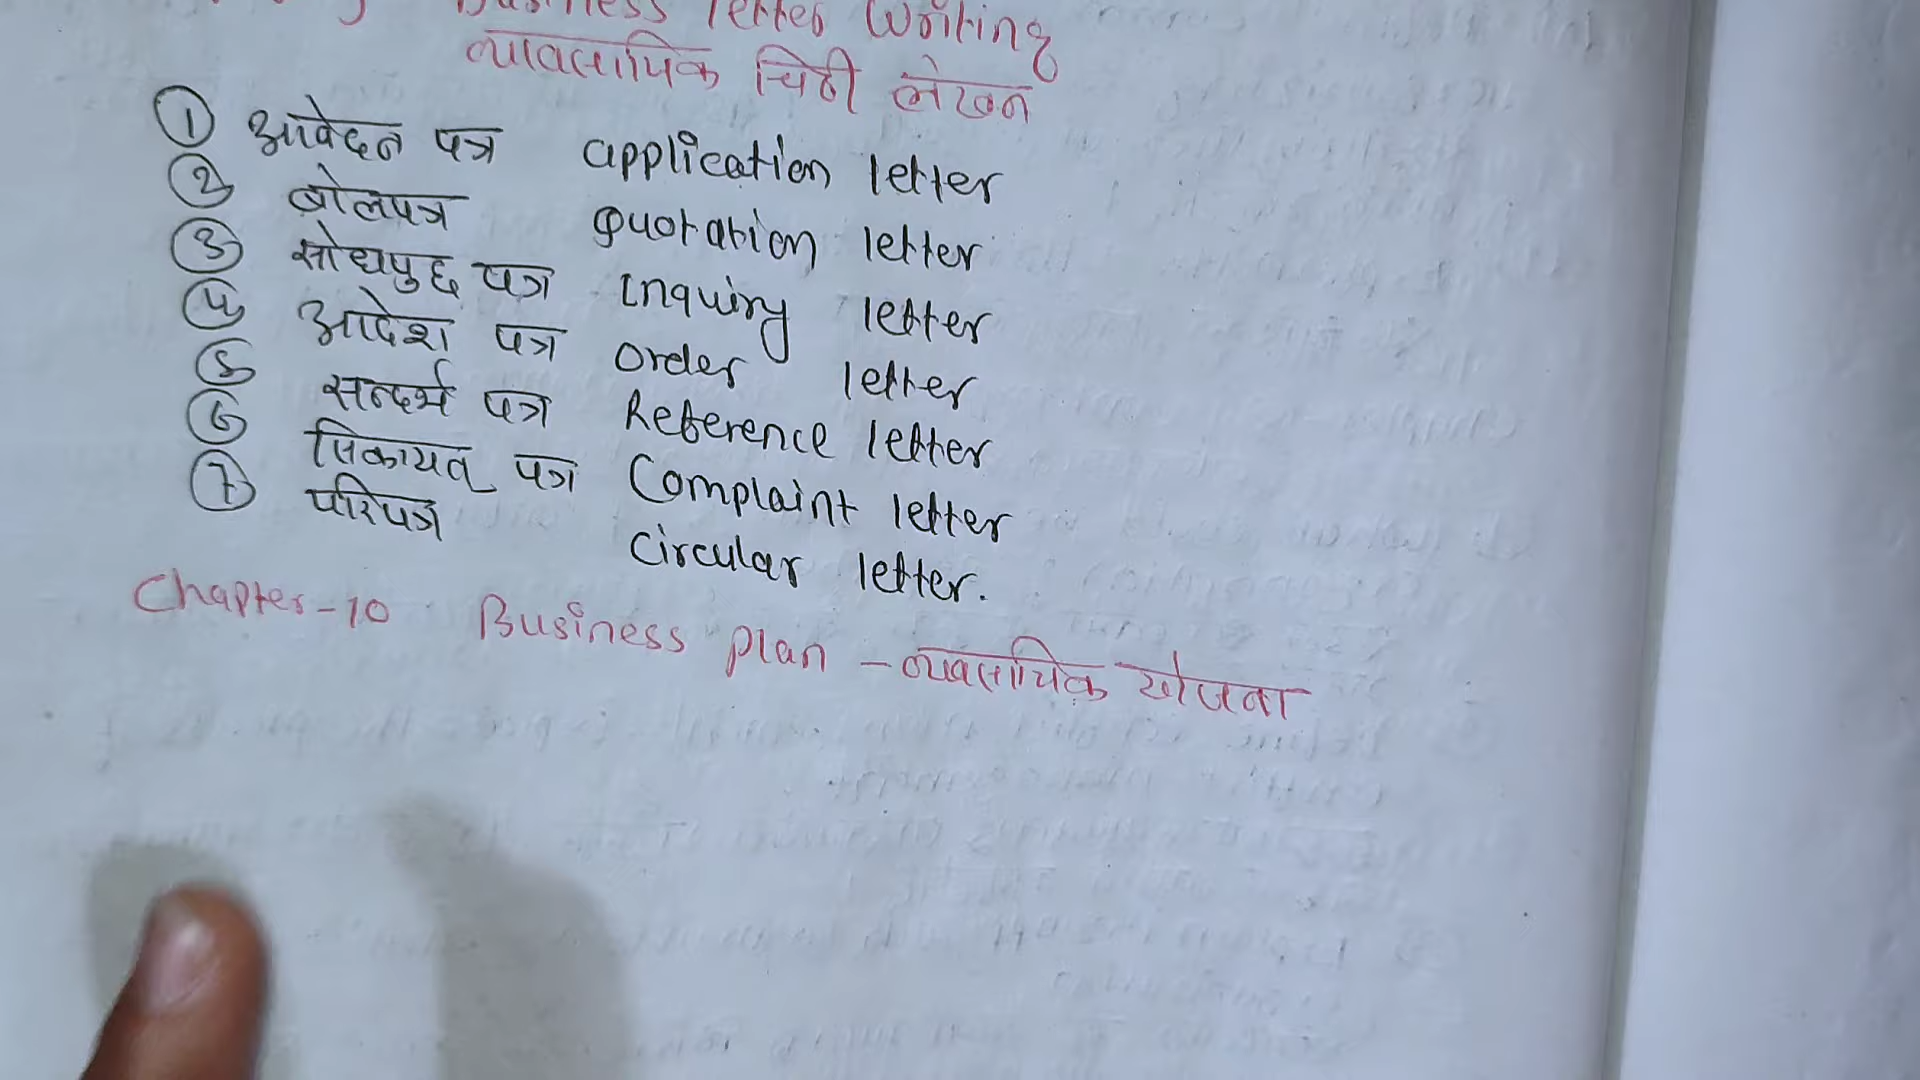 Business letter Writing
व्यावसायिक चिठी लेखन
① आवेदन पत्र application letter
② बोलपत्र Quotation letter
③ सोधपुछ पत्र Inquiry letter
④ आदेश पत्र order letter
⑤ सन्दर्भ पत्र Reference letter
⑥ सिकायत पत्र Complaint letter
⑦ परिपत्र circular letter.
Chapter-10 Business plan – व्यवसायिक योजना